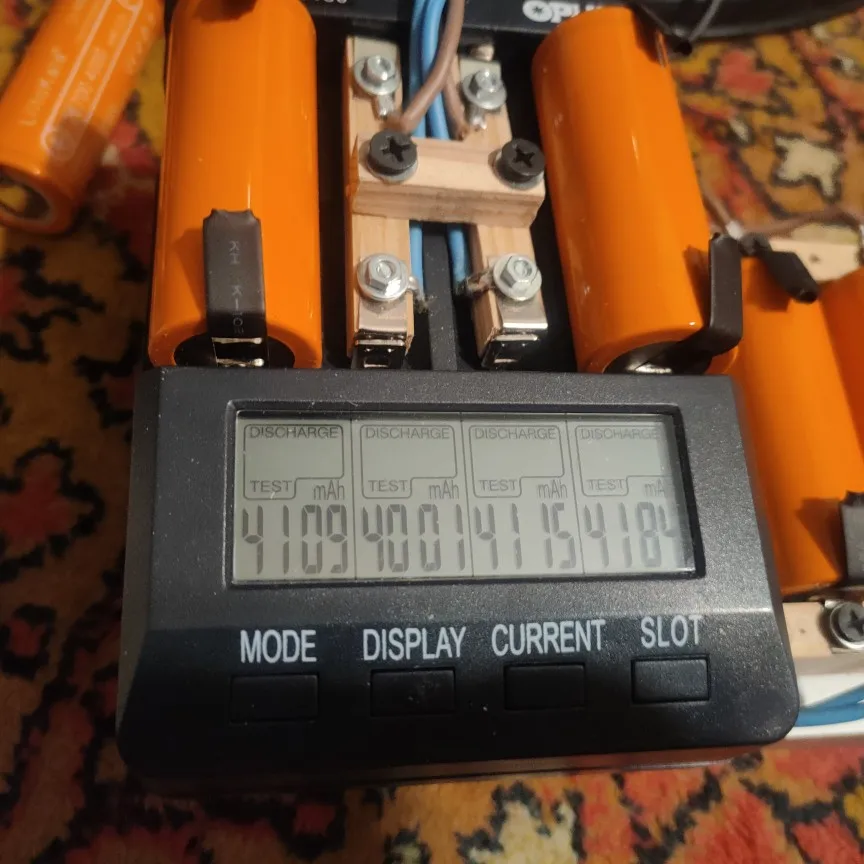 DISCHARGE DISCHARGE DISCHARGE DISCHARGE
TEST mAh TEST mAh TEST mAh TEST mA
4109 4001 4115 4184
MODE DISPLAY CURRENT SLOT